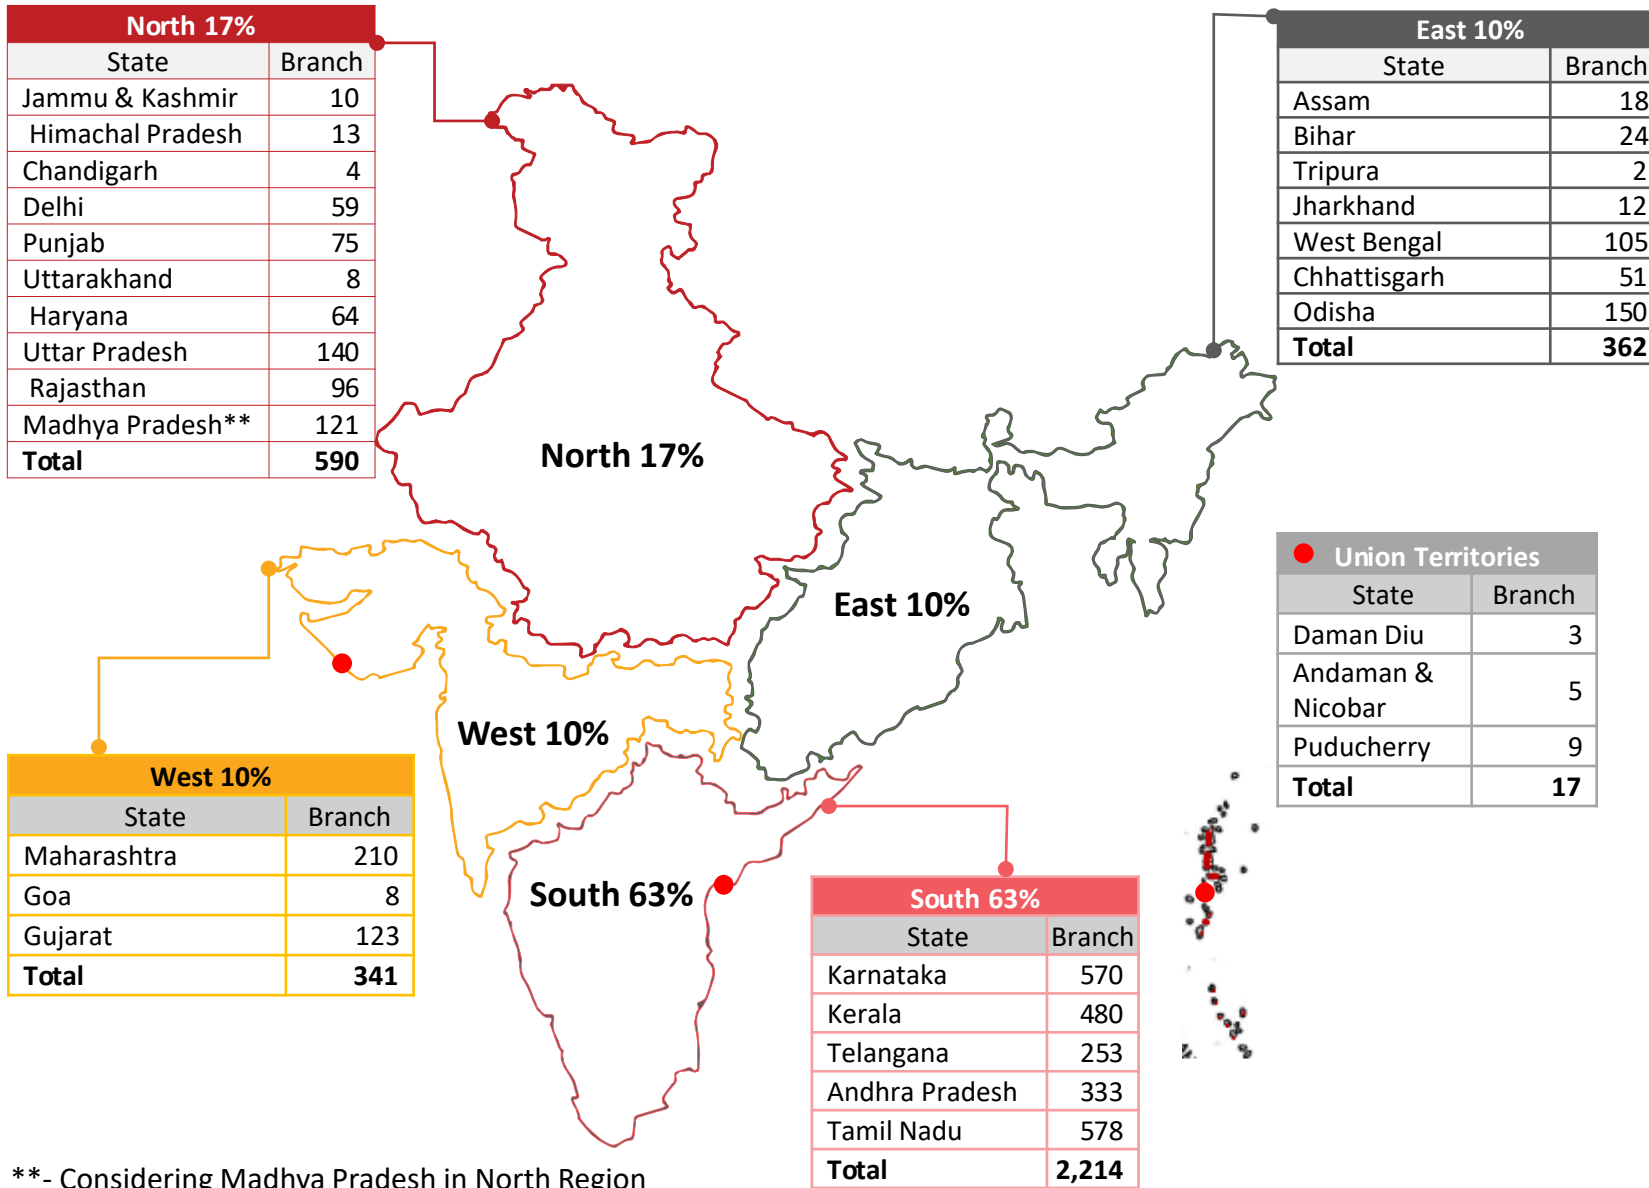 North 17%
State Branch
Jammu & Kashmir 10
Himachal Pradesh 13
Chandigarh 4
Delhi 59
Punjab 75
Uttarakhand 8
Haryana 64
Uttar Pradesh 140
Rajasthan 96
Madhya Pradesh** 121
Total 590
East 10%
State Branch
Assam 18
Bihar 24
Tripura 2
Jharkhand 12
West Bengal 105
Chhattisgarh 51
Odisha 150
Total 362
North 17%
East 10%
West 10%
South 63%
Union Territories
State Branch
Daman Diu 3
Andaman &
Nicobar 5
Puducherry 9
Total 17
West 10%
State Branch
Maharashtra 210
Goa 8
Gujarat 123
Total 341
South 63%
State Branch
Karnataka 570
Kerala 480
Telangana 253
Andhra Pradesh 333
Tamil Nadu 578
Total 2,214
**- Considering Madhya Pradesh in North Region